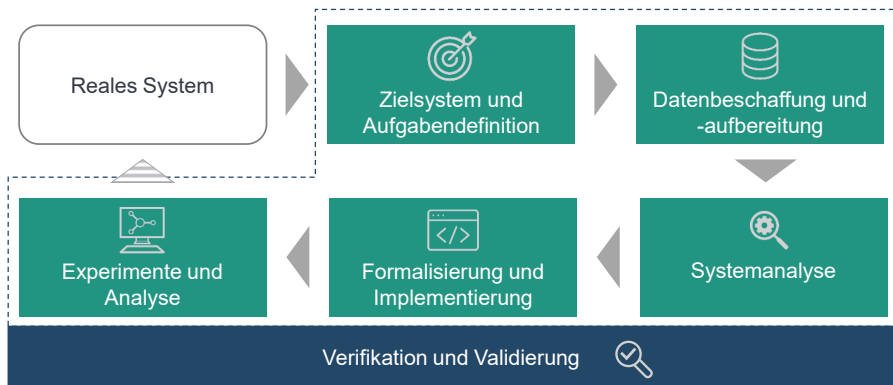 Reales System
Zielsystem und
Aufgabendefinition
Datenbeschaffung und
-aufbereitung
Experimente und
Analyse
Formalisierung und
Implementierung
Systemanalyse
Verifikation und Validierung